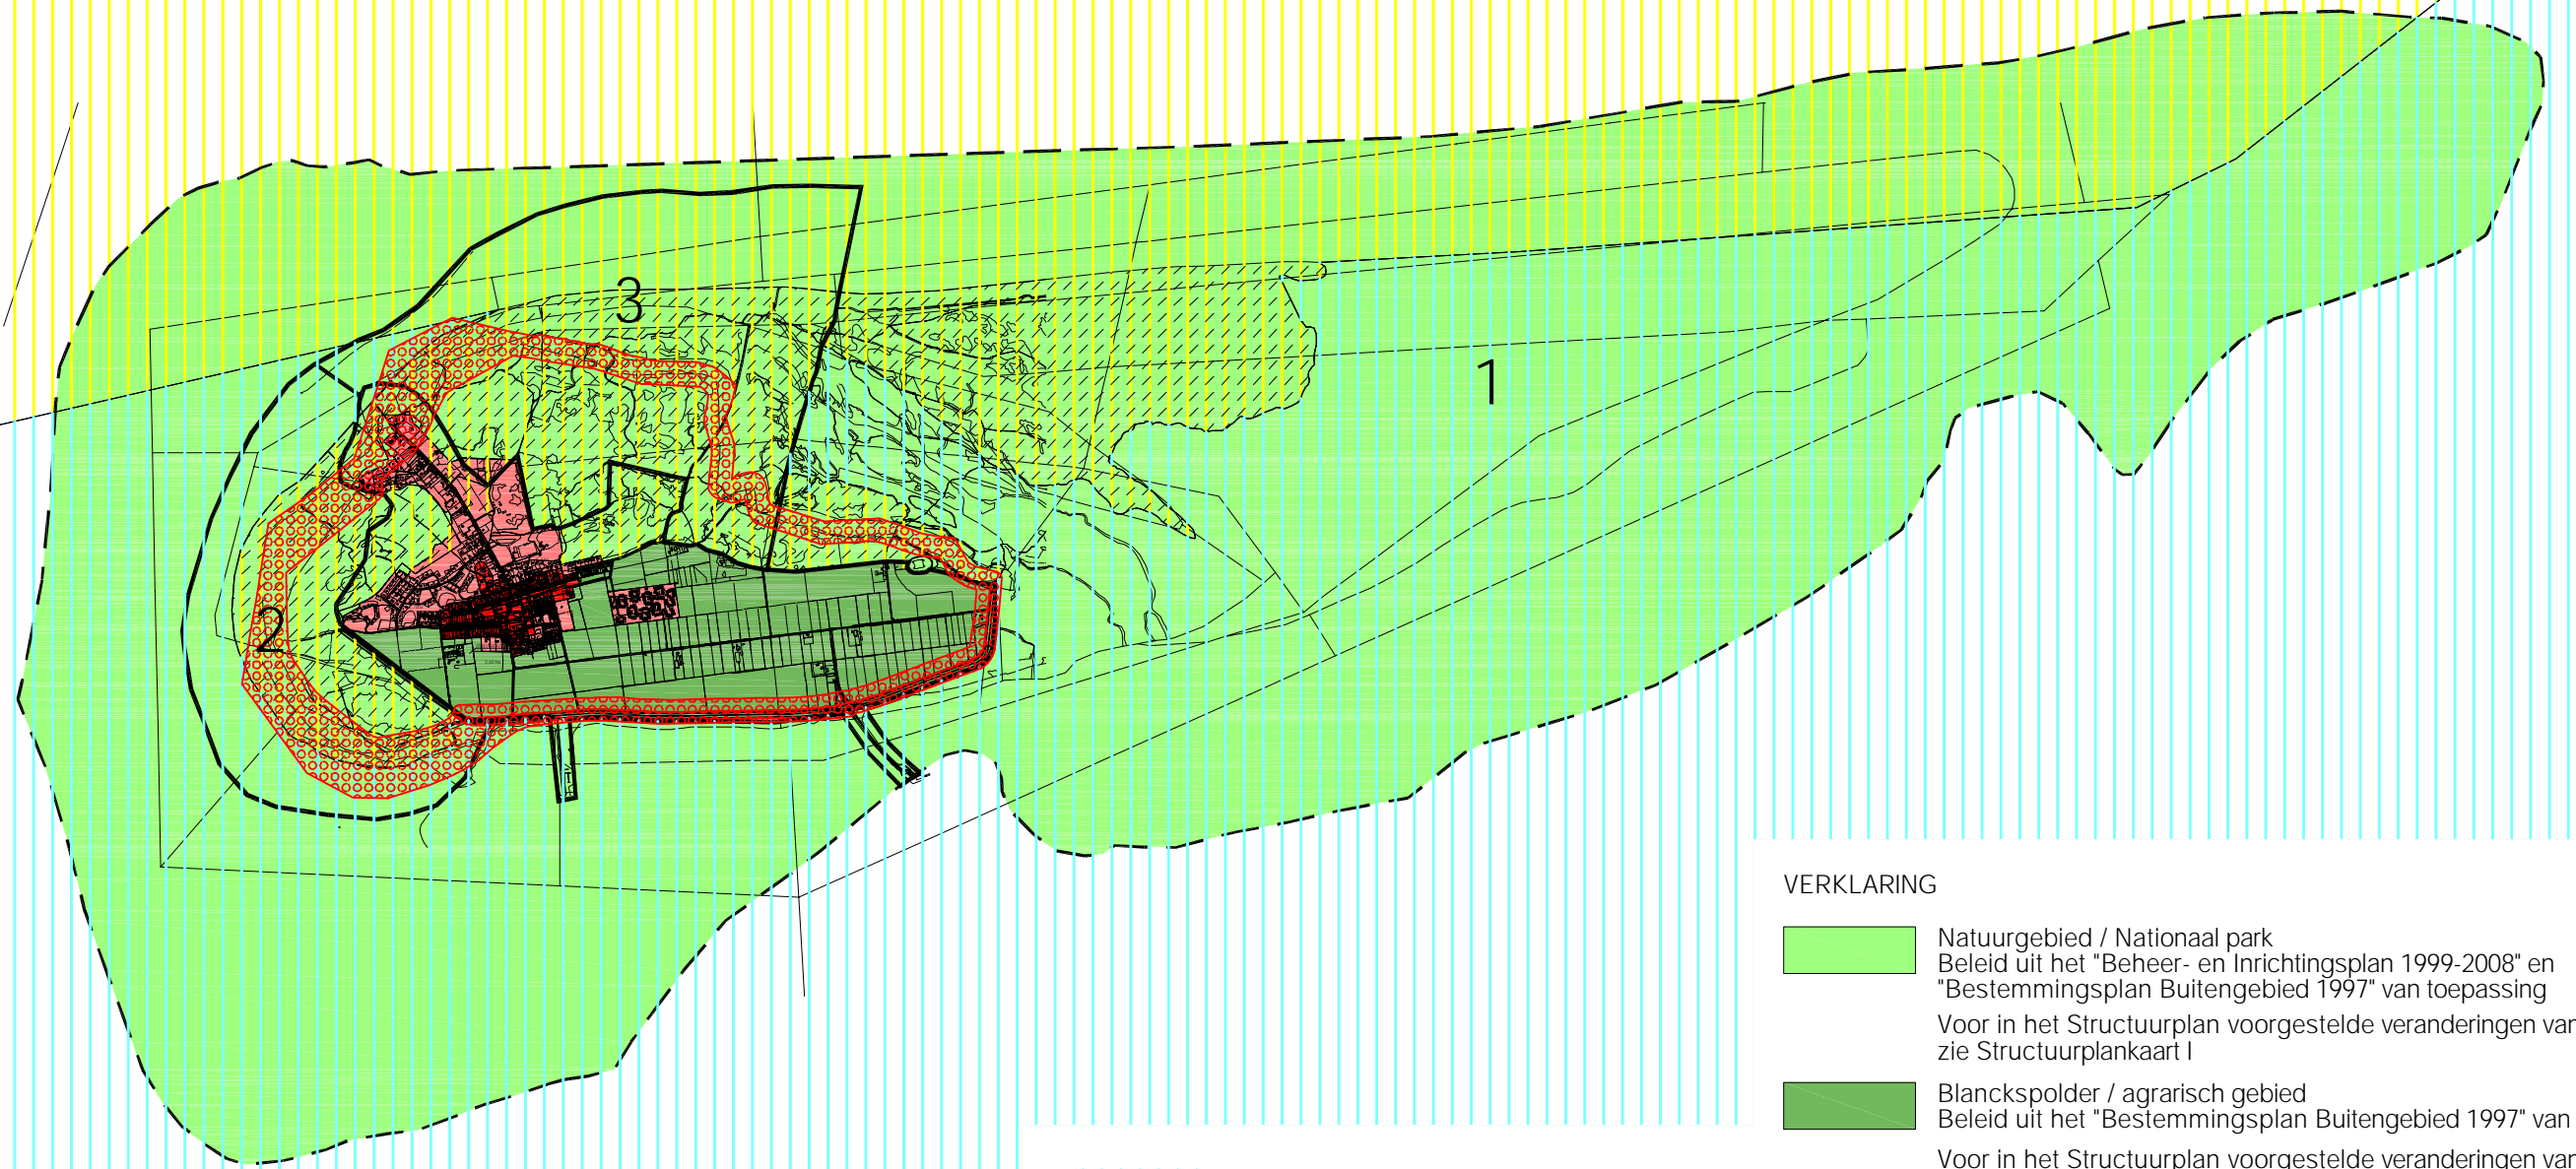 3
1
2
VERKLARING
Natuurgebied / Nationaal park
Beleid uit het "Beheer- en Inrichtingsplan 1999-2008" en
"Bestemmingsplan Buitengebied 1997" van toepassing
Voor in het Structuurplan voorgestelde veranderingen van
zie Structuurplankaart I
Blanckspolder / agrarisch gebied
Beleid uit het "Bestemmingsplan Buitengebied 1997" van
Voor in het Structuurplan voorgestelde veranderingen van